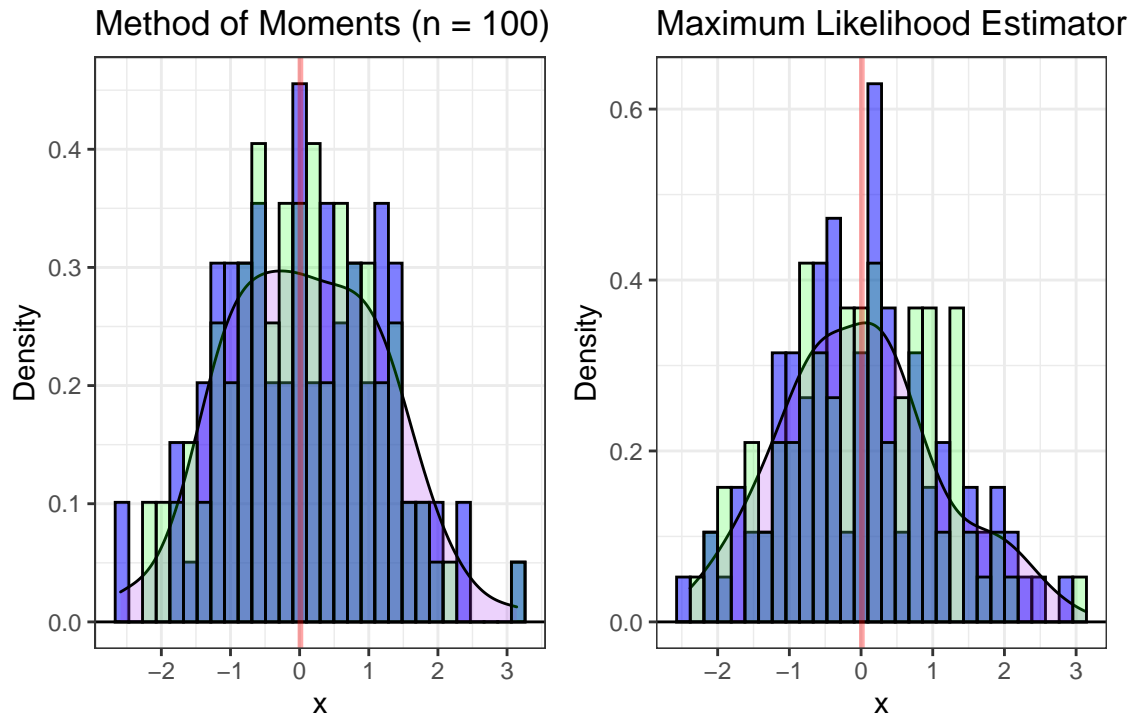 Method of Moments (n = 100)
Density
0.4
0.3
0.2
0.1
0.0
−2 −1 0 1 2 3
x
Maximum Likelihood Estimator
Density
0.6
0.4
0.2
0.0
−2 −1 0 1 2 3
x